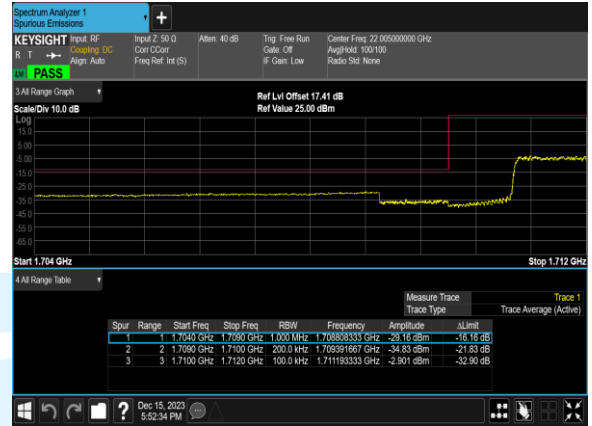 Spectrum Analyzer 1
Spurious Emissions
+
KEYSIGHT Input: RF Input Z: 50 Ω Atten: 40 dB Trig: Free Run Center Freq: 22.005000000 GHz
R T Coupling: DC Corr CCorr Gate: Off Avg|Hold: 100/100
Align: Auto Freq Ref: Int (S) IF Gain: Low Radio Std: None
PASS
3 All Range Graph
Ref Lvl Offset 17.41 dB
Scale/Div 10.0 dB Ref Value 25.00 dBm
Log
15.0
5.00
-5.00
-15.0
-25.0
-35.0
-45.0
-55.0
-65.0
Start 1.704 GHz Stop 1.712 GHz
4 All Range Table
Measure Trace Trace 1
Trace Type Trace Average (Active)
Spur Range Start Freq Stop Freq RBW Frequency Amplitude ΔLimit
1 1 1.7040 GHz 1.7090 GHz 1.000 MHz 1.708808333 GHz -29.16 dBm -16.16 dB
2 2 1.7090 GHz 1.7100 GHz 200.0 kHz 1.709391667 GHz -34.83 dBm -21.83 dB
3 3 1.7100 GHz 1.7120 GHz 100.0 kHz 1.711193333 GHz -2.901 dBm -32.90 dB
? Dec 15, 2023
5:52:34 PM